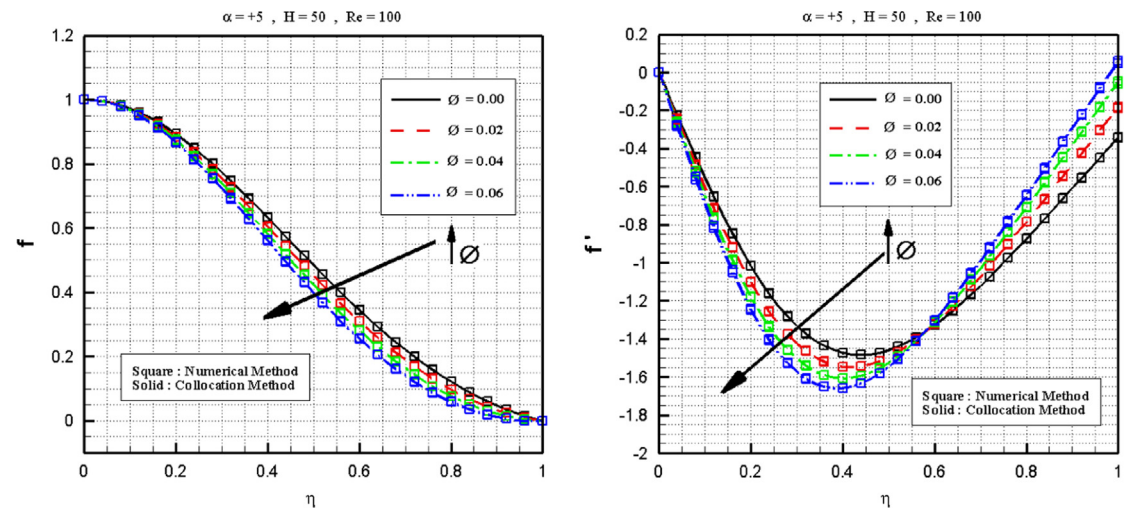 α = +5 , H = 50 , Re = 100
1.2
1
0.8
0.6
0.4
0.2
0
f
Ø = 0.00
Ø = 0.02
Ø = 0.04
Ø = 0.06
Ø
Square : Numerical Method
Solid : Collocation Method
0 0.2 0.4 0.6 0.8 1
η
α = +5 , H = 50 , Re = 100
0.2
0
-0.2
-0.4
-0.6
-0.8
-1
-1.2
-1.4
-1.6
-1.8
-2
f'
Ø = 0.00
Ø = 0.02
Ø = 0.04
Ø = 0.06
Ø
Square : Numerical Method
Solid : Collocation Method
0 0.2 0.4 0.6 0.8 1
η